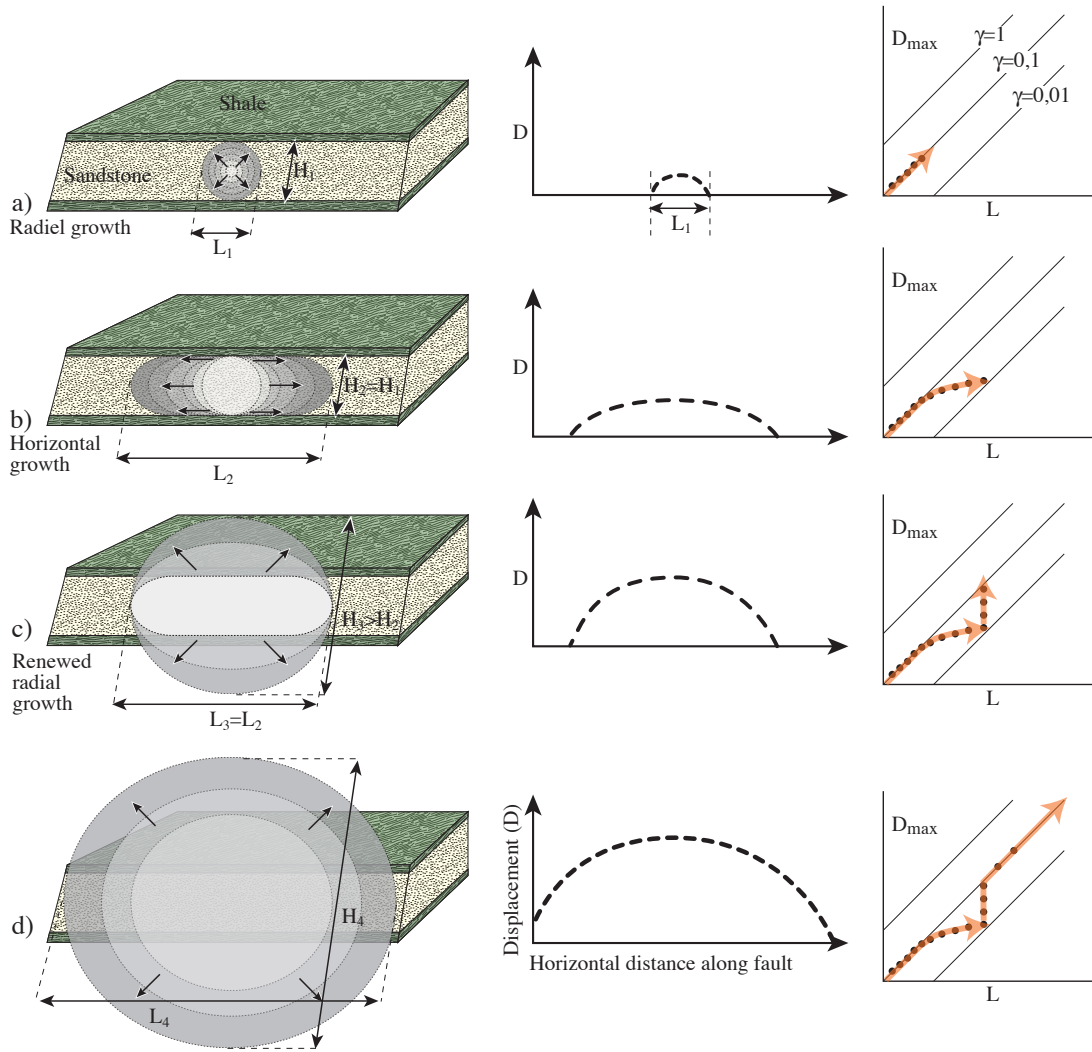 Shale
Sandstone
H₁
a)
Radiel growth
L₁
D
L₁
Dmax
γ=1
γ=0,1
γ=0,01
L
H₂=H₁
b)
Horizontal
growth
L₂
D
Dmax
L
H₃>H₂
c)
Renewed
radial
growth
L₃=L₂
D
Dmax
L
d)
H₄
L₄
Displacement (D)
Horizontal distance along fault
Dmax
L